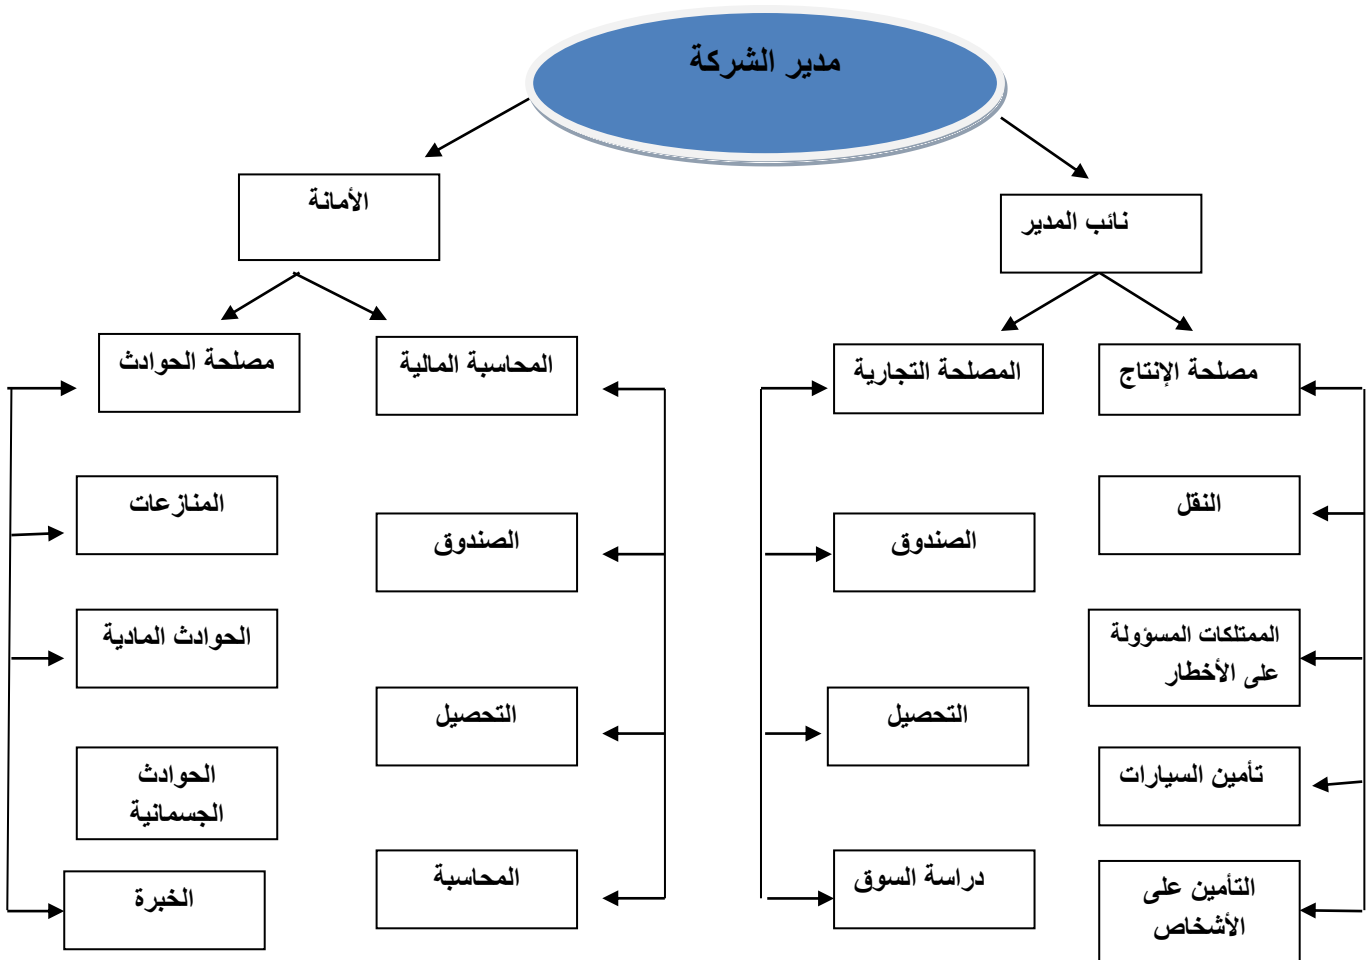 مدير الشركة
نائب المدير
الأمانة
مصلحة الإنتاج
المصلحة التجارية
المحاسبة المالية
مصلحة الحوادث
النقل
الصندوق
الصندوق
المنازعات
الممتلكات المسؤولة
على الأخطار
التحصيل
التحصيل
الحوادث المادية
تأمين السيارات
دراسة السوق
المحاسبة
الحوادث
الجسمانية
التأمين على
الأشخاص
الخبرة